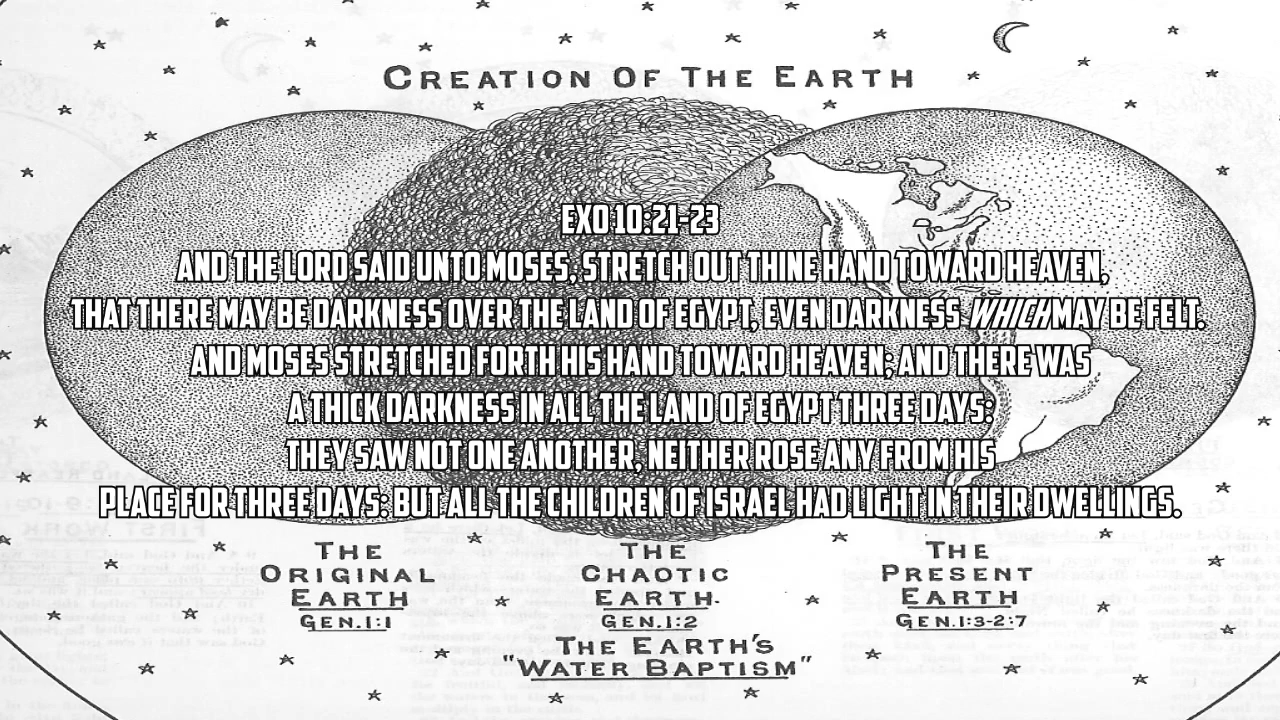 CREATION OF THE EARTH
EXO 10:21-23
AND THE LORD SAID UNTO MOSES, STRETCH OUT THINE HAND TOWARD HEAVEN,
THAT THERE MAY BE DARKNESS OVER THE LAND OF EGYPT, EVEN DARKNESS WHICH MAY BE FELT.
AND MOSES STRETCHED FORTH HIS HAND TOWARD HEAVEN; AND THERE WAS
A THICK DARKNESS IN ALL THE LAND OF EGYPT THREE DAYS:
THEY SAW NOT ONE ANOTHER, NEITHER ROSE ANY FROM HIS
PLACE FOR THREE DAYS: BUT ALL THE CHILDREN OF ISRAEL HAD LIGHT IN THEIR DWELLINGS.
THE ORIGINAL EARTH
GEN.1:1
THE CHAOTIC EARTH.
GEN.1:2
THE EARTH'S
"WATER BAPTISM"
THE PRESENT EARTH
GEN.1:3-2:7
FIRST WORK